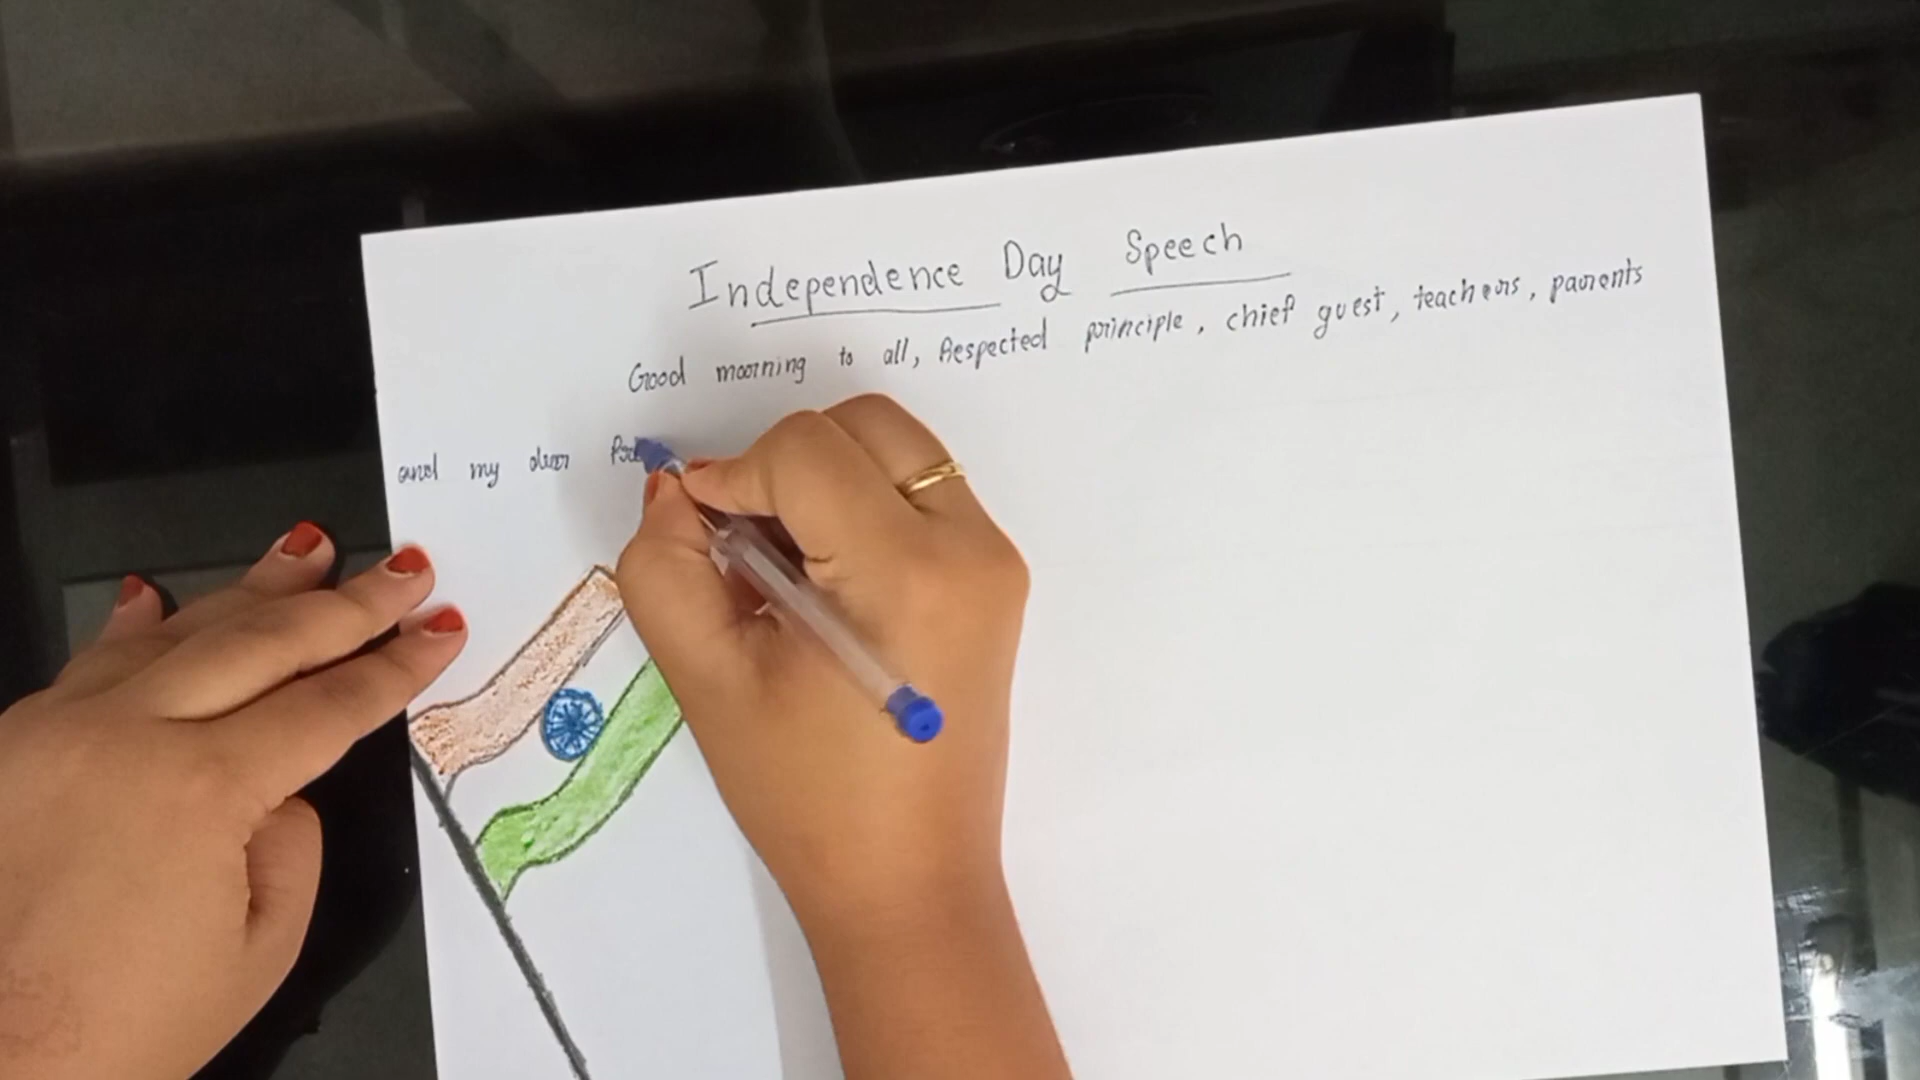 Independence Day Speech
Good morning to all, Respected principle, chief guest, teachers, parents
and my dear